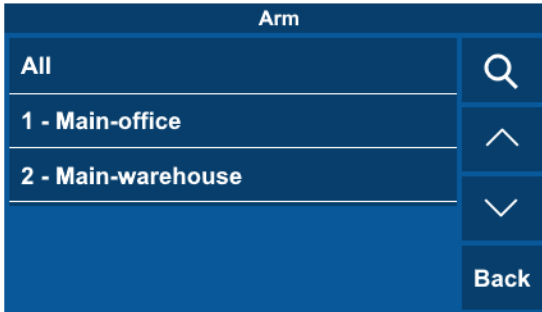 Arm
All
1 - Main-office
2 - Main-warehouse
Back